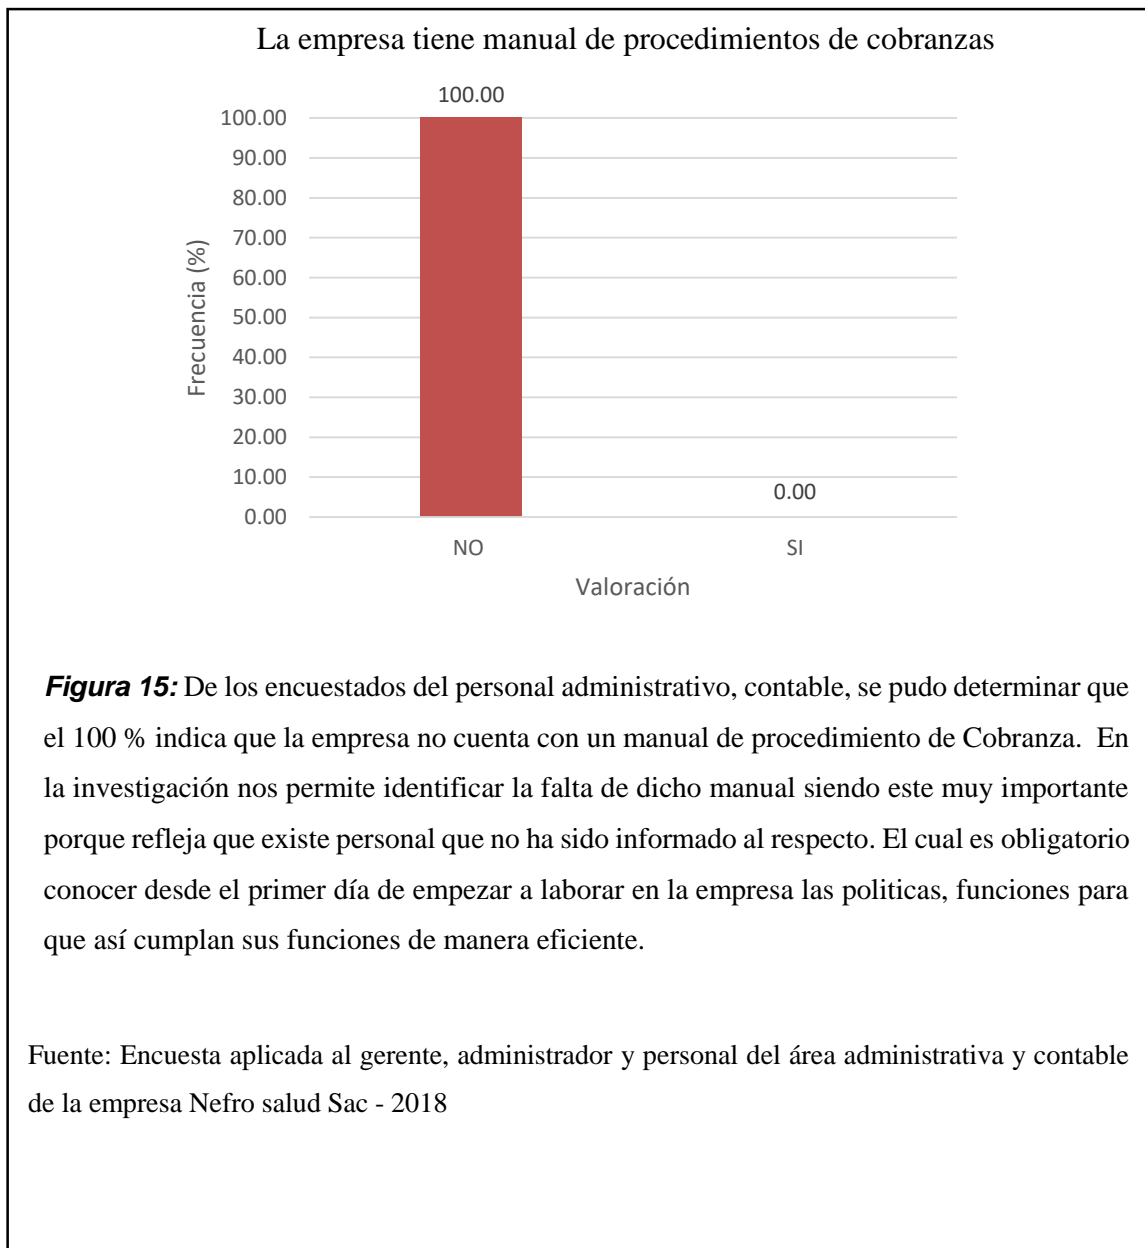 La empresa tiene manual de procedimientos de cobranzas
100.00
100.00
90.00
80.00
70.00
60.00
50.00
40.00
30.00
20.00
10.00
0.00
Frecuencia (%)
0.00
NO
SI
Valoración
Figura 15: De los encuestados del personal administrativo, contable, se pudo determinar que
el 100 % indica que la empresa no cuenta con un manual de procedimiento de Cobranza. En
la investigación nos permite identificar la falta de dicho manual siendo este muy importante
porque refleja que existe personal que no ha sido informado al respecto. El cual es obligatorio
conocer desde el primer día de empezar a laborar en la empresa las politicas, funciones para
que así cumplan sus funciones de manera eficiente.
Fuente: Encuesta aplicada al gerente, administrador y personal del área administrativa y contable
de la empresa Nefro salud Sac - 2018